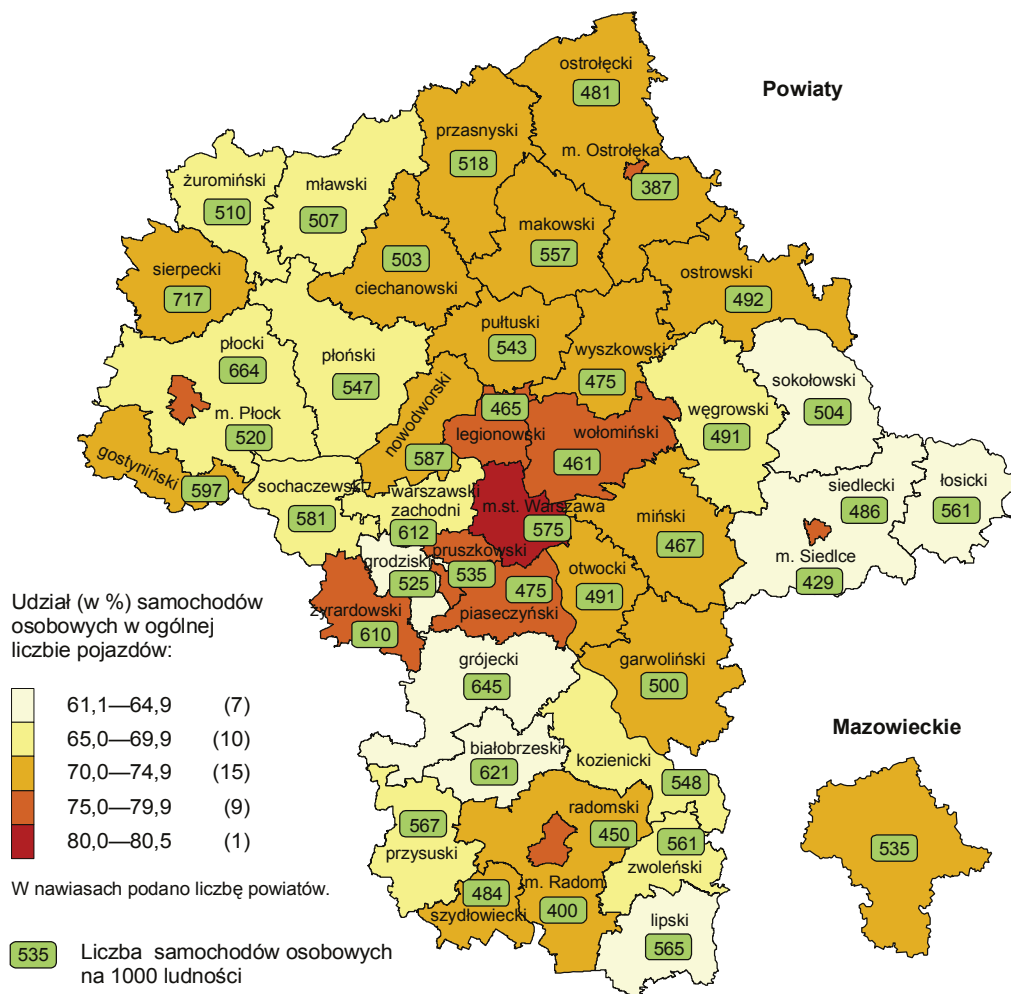 Powiaty
ostrołęcki
481
przasnyski
518
m. Ostrołęka
387
żuromiński
510
mławski
507
makowski
557
ciechanowski
503
sierpecki
717
ostrowski
492
pułtuski
543
płocki
664
płoński
547
wyszkowski
475
sokołowski
504
węgrowski
491
nowodworski
587
legionowski
465
wołomiński
461
m. Płock
520
gostyniński
597
sochaczewski
581
warszawski
zachodni
612
m.st. Warszawa
575
miński
467
siedlecki
486
łosicki
561
m. Siedlce
429
grodziski
525
pruszkowski
535
piaseczyński
475
otwocki
491
żyrardowski
610
garwoliński
500
grójecki
645
białobrzeski
621
kozienicki
548
radomski
450
przysuski
567
zwoleński
561
szydłowiecki
484
m. Radom
400
lipski
565
Udział (w %) samochodów
osobowych w ogólnej
liczbie pojazdów:
61,1—64,9 (7)
65,0—69,9 (10)
70,0—74,9 (15)
75,0—79,9 (9)
80,0—80,5 (1)
W nawiasach podano liczbę powiatów.
535 Liczba samochodów osobowych
na 1000 ludności
Mazowieckie
535